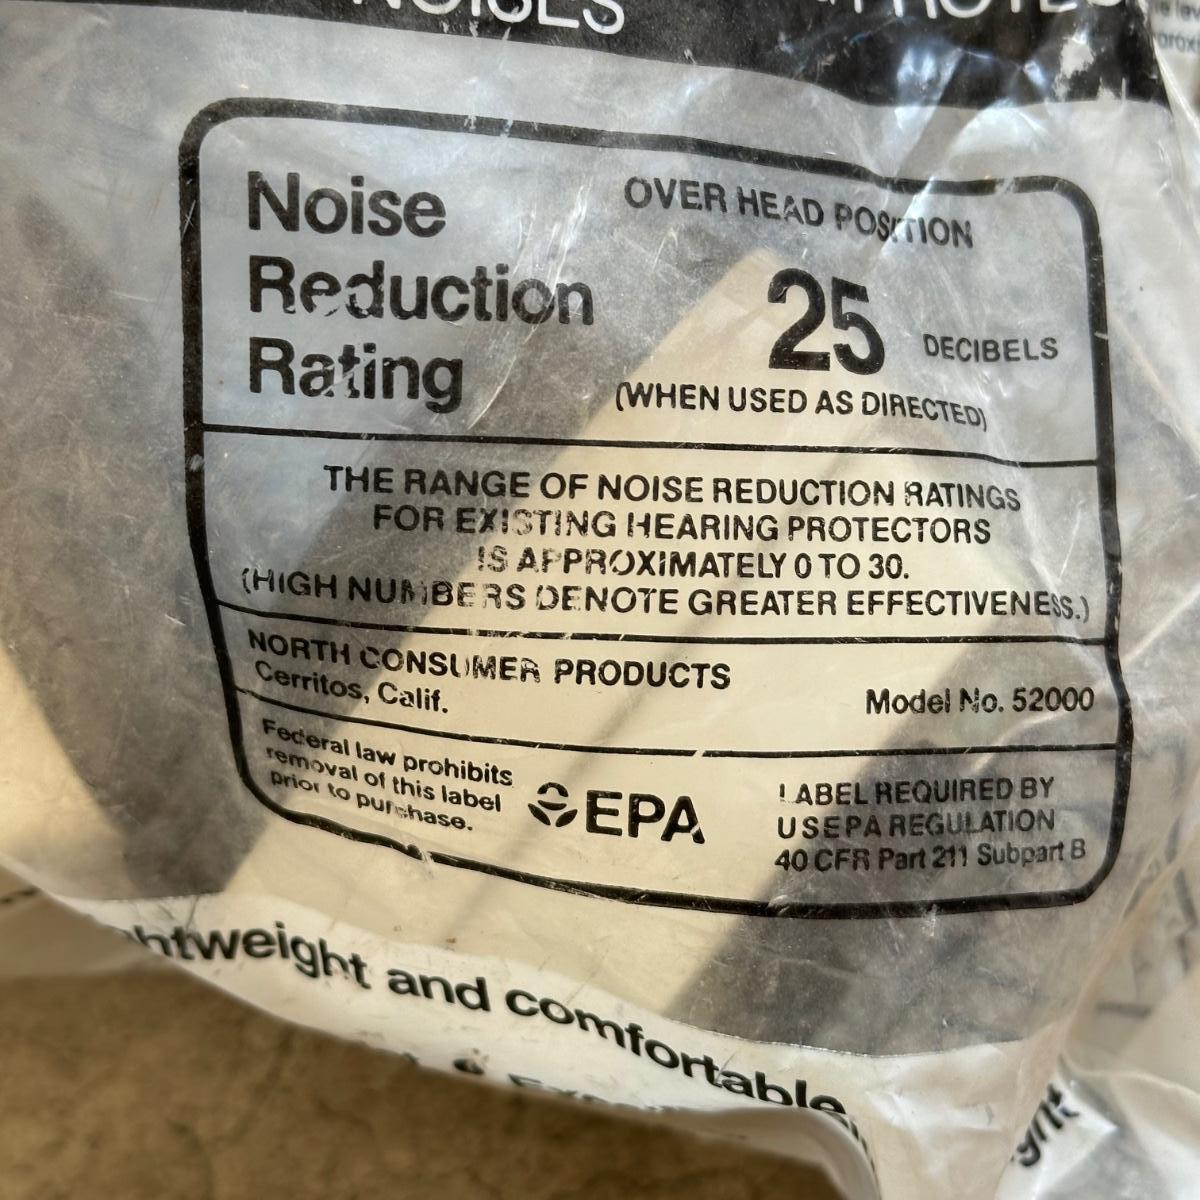 NOISES
Noise
Reduction
Rating
OVER HEAD POSITION
25 DECIBELS
(WHEN USED AS DIRECTED)
THE RANGE OF NOISE REDUCTION RATINGS
FOR EXISTING HEARING PROTECTORS
IS APPROXIMATELY 0 TO 30.
(HIGH NUMBERS DENOTE GREATER EFFECTIVENESS.)
NORTH CONSUMER PRODUCTS
Cerritos, Calif.
Model No. 52000
Federal law prohibits
removal of this label
prior to purchase.
EPA
LABEL REQUIRED BY
U S EPA REGULATION
40 CFR Part 211 Subpart B
and comfortable